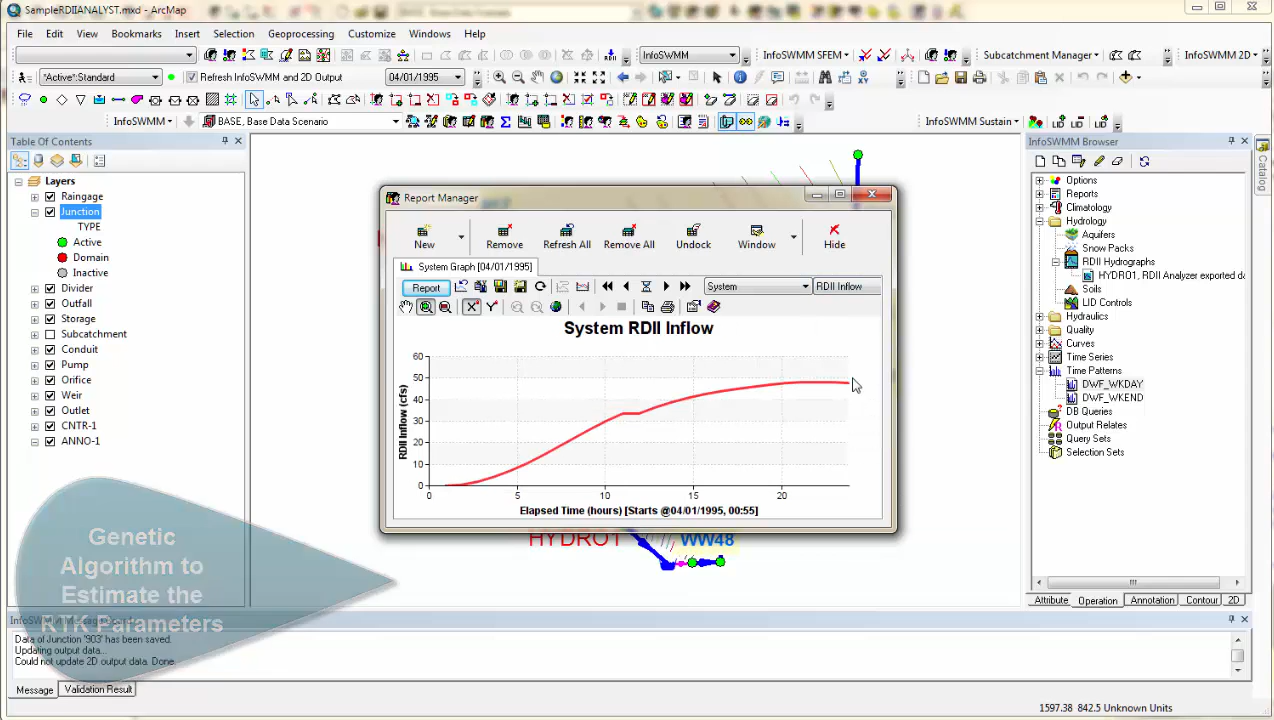 SampleRDIIANALYST.mxd - ArcMap
File Edit View Bookmarks Insert Selection Geoprocessing Customize Windows Help
InfoSWMM InfoSWMM SFEM Subcatchment Manager InfoSWMM 2D
*Active*:Standard Refresh InfoSWMM and 2D Output 04/01/1995
InfoSWMM BASE, Base Data Scenario InfoSWMM Sustain
Table Of Contents
Layers
Raingage
Junction
TYPE
Active
Domain
Inactive
Divider
Outfall
Storage
Subcatchment
Conduit
Pump
Orifice
Weir
Outlet
CNTR-1
ANNO-1
Report Manager
New Remove Refresh All Remove All Undock Window Hide
System Graph [04/01/1995]
Report System RDII Inflow
System RDII Inflow
60
50
40
30
20
10
0
RDII Inflow (cfs)
0 5 10 15 20
Elapsed Time (hours) [Starts @04/01/1995, 00:55]
HYDRO1 WW48
InfoSWMM Browser
Options
Reports
Climatology
Hydrology
Aquifers
Snow Packs
RDII Hydrographs
HYDRO1, RDII Analyzer exported da
Soils
LID Controls
Hydraulics
Quality
Curves
Time Series
Time Patterns
DWF_WKDAY
DWF_WKEND
DB Queries
Output Relates
Query Sets
Selection Sets
Attribute Operation Annotation Contour 2D
Catalog
Genetic
Algorithm to
Estimate the
RTK Parameters
Data of Junction '903' has been saved.
Updating output data...
Could not update 2D output data. Done.
Message Validation Result
1597.38 842.5 Unknown Units